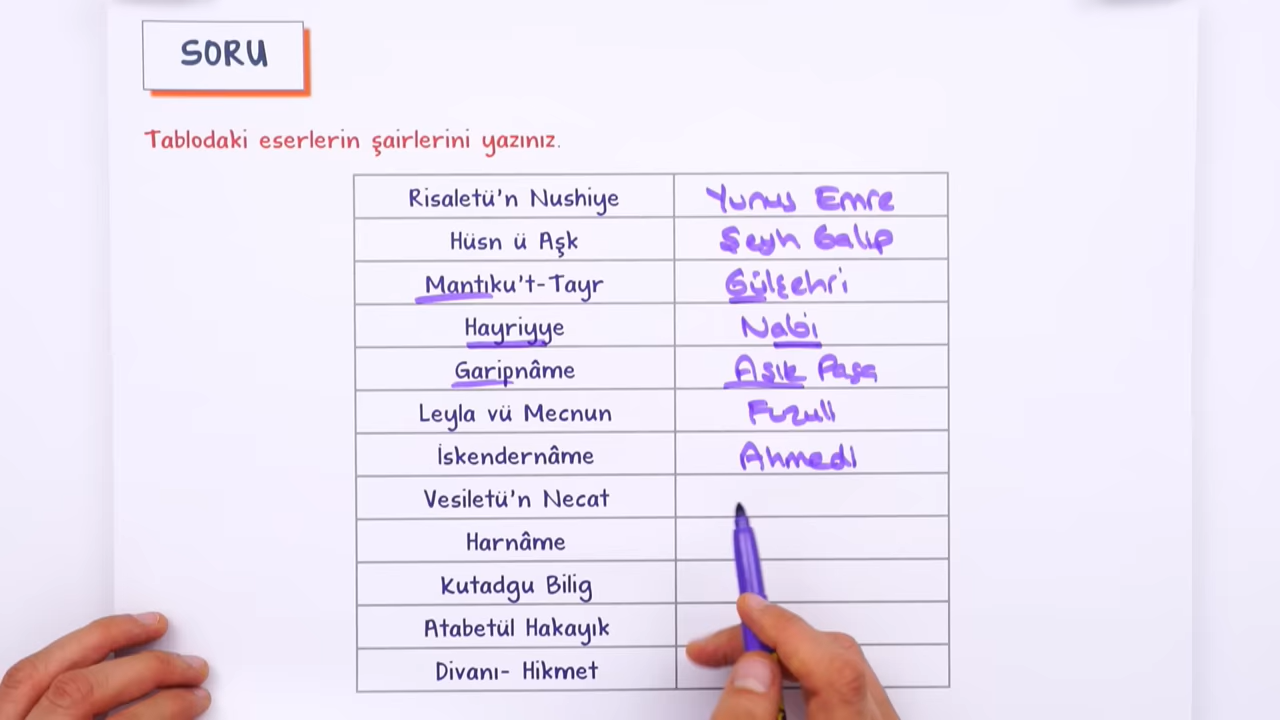 SORU
Tablodaki eserlerin şairlerini yazınız.
Risaletü'n Nushiye Yunus Emre
Hüsn ü Aşk Şeyh Galip
Mantıku't-Tayr Gülşehri
Hayriyye Nabi
Garipnâme Aşık Paşa
Leyla vü Mecnun Fuzuli
İskendernâme Ahmedi
Vesiletü'n Necat
Harnâme
Kutadgu Bilig
Atabetül Hakayık
Divanı- Hikmet